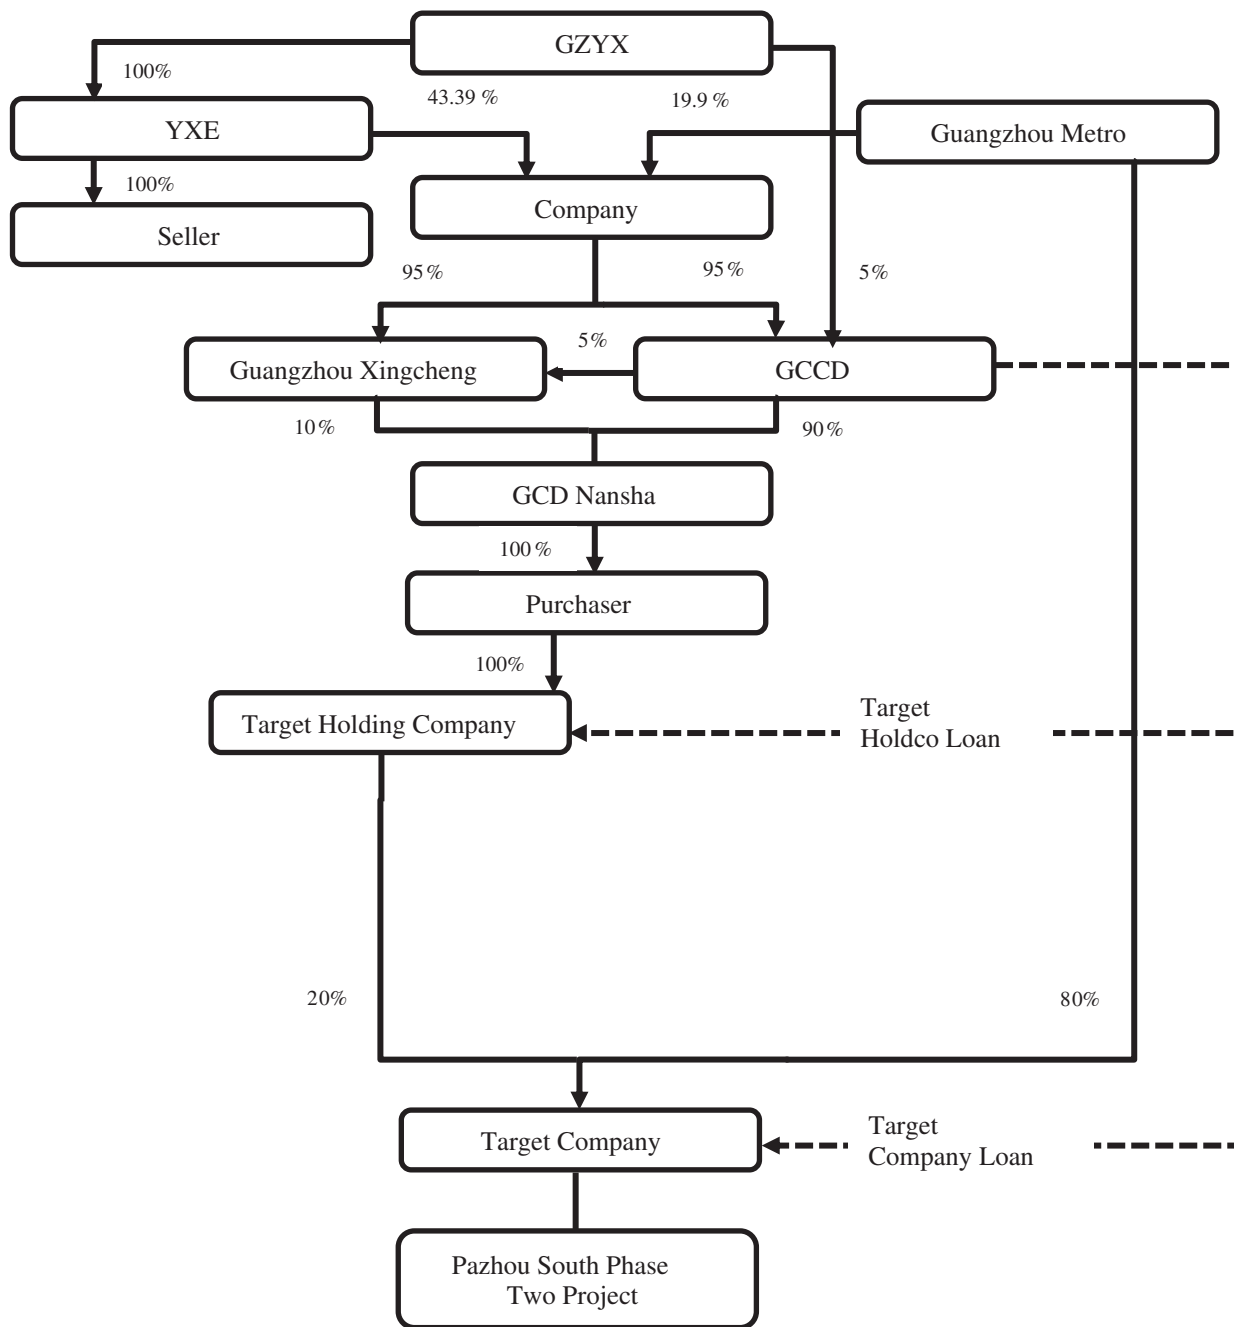 GZYX
100%
43.39 %
19.9 %
YXE
Guangzhou Metro
100%
Company
Seller
95%
95%
5%
5%
Guangzhou Xingcheng
GCCD
10%
90%
GCD Nansha
100%
Purchaser
100%
Target Holding Company
Target
Holdco Loan
20%
80%
Target Company
Target
Company Loan
Pazhou South Phase
Two Project